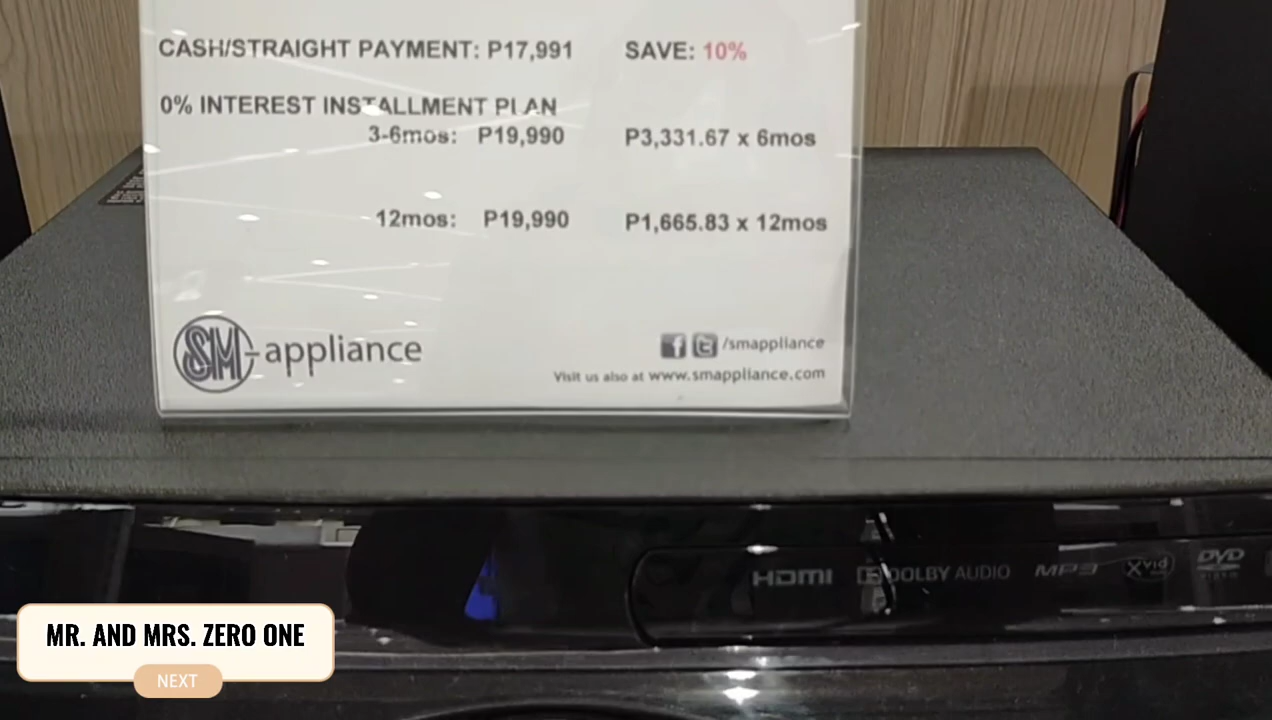 CASH/STRAIGHT PAYMENT: P17,991 SAVE: 10%
0% INTEREST INSTALLMENT PLAN
3-6mos: P19,990 P3,331.67 x 6mos
12mos: P19,990 P1,665.83 x 12mos
SM appliance
/smappliance
Visit us also at www.smappliance.com
HDMI DOLBY AUDIO MP3 XviD DVD
VIDEO
MR. AND MRS. ZERO ONE
NEXT